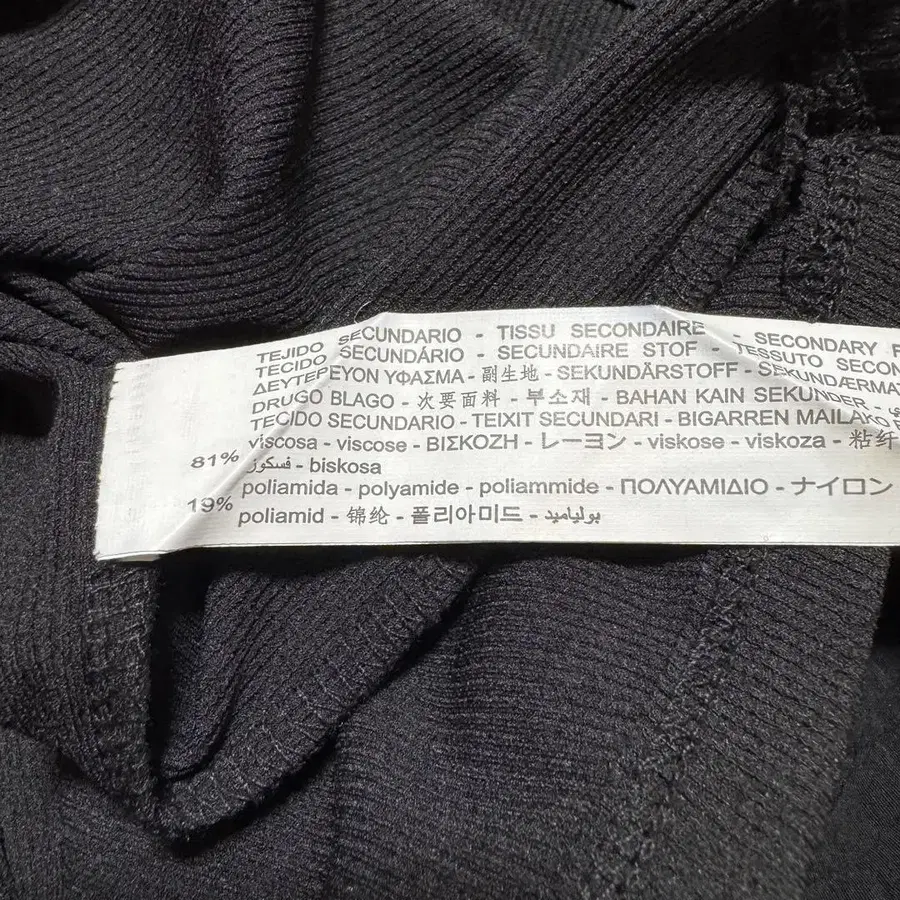 TEJIDO SECUNDARIO - TISSU SECONDAIRE - SECONDARY
TECIDO SECUNDÁRIO - SECUNDAIRE STOF - TESSUTO
ΔΕΥΤΕΡΕΥΟΝ ΥΦΑΣΜΑ - 副生地 - SEKUNDÄRSTOFF -
DRUGO BLAGO - 次要面料 - 부소재 - BAHAN KAIN SEKUNDER -
TECIDO SECUNDARIO - TEIXIT SECUNDARI - BIGARREN MAILAKO
viscosa - viscose - ΒΙΣΚΟΖΗ - レーヨン - viskose - viskoza - 粘纤
81% فسكوز - biskosa
poliamida - polyamide - poliammide - ΠΟΛΥΑΜΙΔΙΟ - ナイロン
19% poliamid - 锦纶 - 폴리아미드 - بولياميد